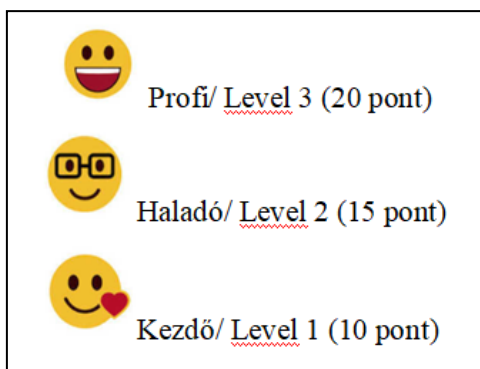 Profi/ Level 3 (20 pont)
Haladó/ Level 2 (15 pont)
Kezdő/ Level 1 (10 pont)